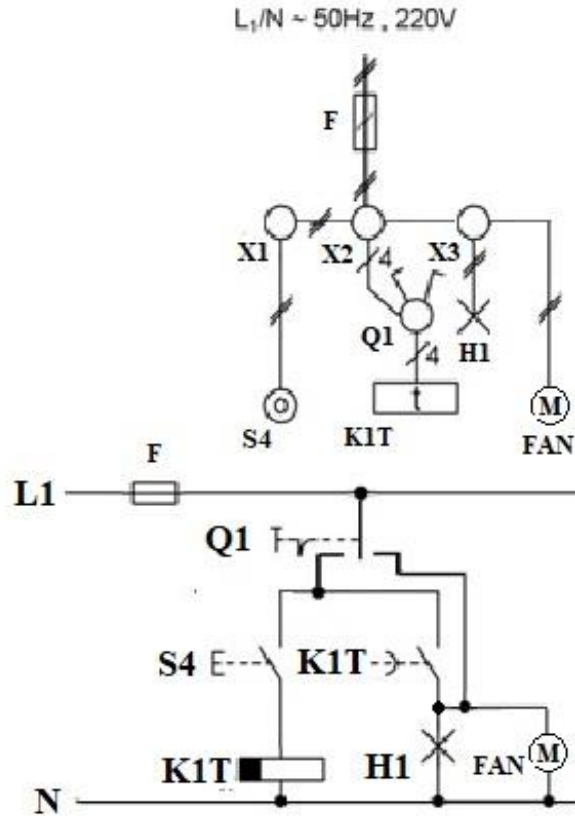 L₁/N ~ 50Hz , 220V
F
X1 X2 X3
4
Q1 H1
4
t M
S4 K1T FAN
F
L1
Q1
S4 K1T
K1T H1 FAN M
N